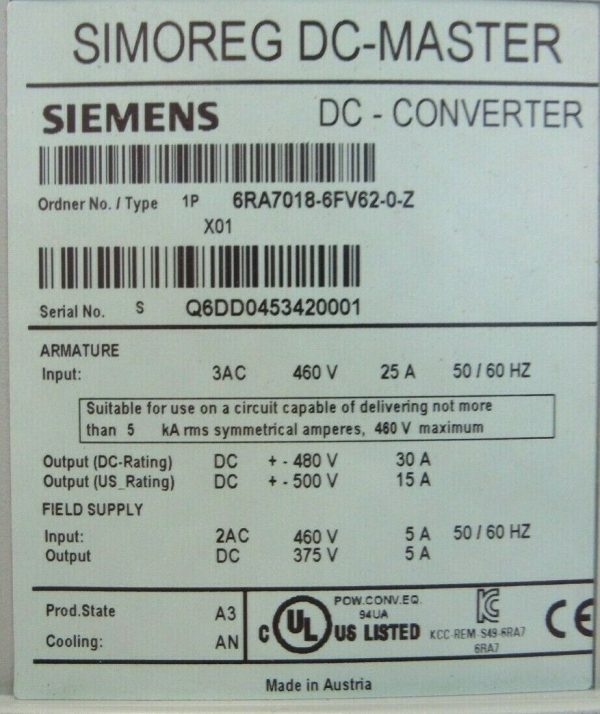 SIMOREG DC-MASTER
SIEMENS DC - CONVERTER
Ordner No. / Type 1P 6RA7018-6FV62-0-Z
X01
Serial No. S Q6DD0453420001
ARMATURE
Input: 3AC 460 V 25 A 50 / 60 HZ
Suitable for use on a circuit capable of delivering not more
than 5 kA rms symmetrical amperes, 460 V maximum
Output (DC-Rating) DC + - 480 V 30 A
Output (US_Rating) DC + - 500 V 15 A
FIELD SUPPLY
Input: 2AC 460 V 5 A 50 / 60 HZ
Output DC 375 V 5 A
Prod.State A3
Cooling: AN
POW.CONV.EQ.
94UA
C UL US LISTED
KCC-REM-S49-6RA7
6RA7
CE
Made in Austria